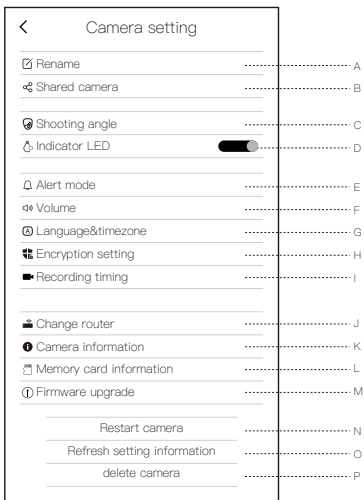 Camera setting
Rename A
Shared camera B
Shooting angle C
Indicator LED D
Alert mode E
Volume F
Language&timezone G
Encryption setting H
Recording timing I
Change router J
Camera information K
Memory card information L
Firmware upgrade M
Restart camera N
Refresh setting information O
delete camera P